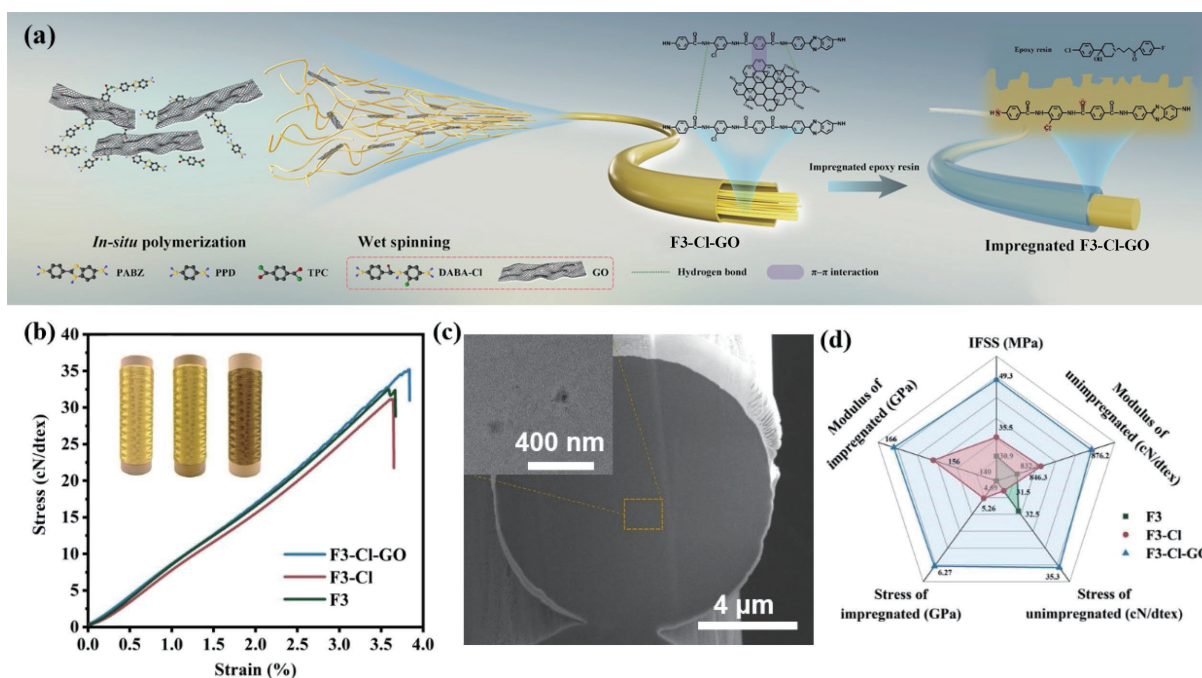 (a)
Epoxy resin
Impregnated epoxy resin
In-situ polymerization
Wet spinning
F3-Cl-GO
Impregnated F3-Cl-GO
PABZ
PPD
TPC
DABA-Cl
GO
Hydrogen bond
π–π interaction
(b)
Stress (cN/dtex)
40
35
30
25
20
15
10
5
0
F3-Cl-GO
F3-Cl
F3
0.0 0.5 1.0 1.5 2.0 2.5 3.0 3.5 4.0
Strain (%)
(c)
400 nm
4 μm
(d)
IFSS (MPa)
49.3
35.5
30.9
Modulus of
impregnated (GPa)
166
156
Modulus of
unimpregnated (cN/dtex)
876.2
846.3
5.26
6.27
31.5
32.5
35.3
F3
F3-Cl
F3-Cl-GO
Stress of
impregnated (GPa)
Stress of
unimpregnated (cN/dtex)